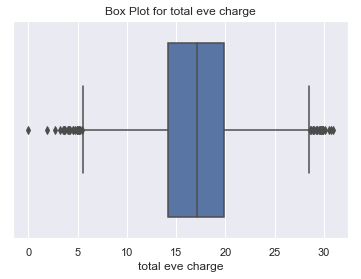 Box Plot for total eve charge
0 5 10 15 20 25 30
total eve charge